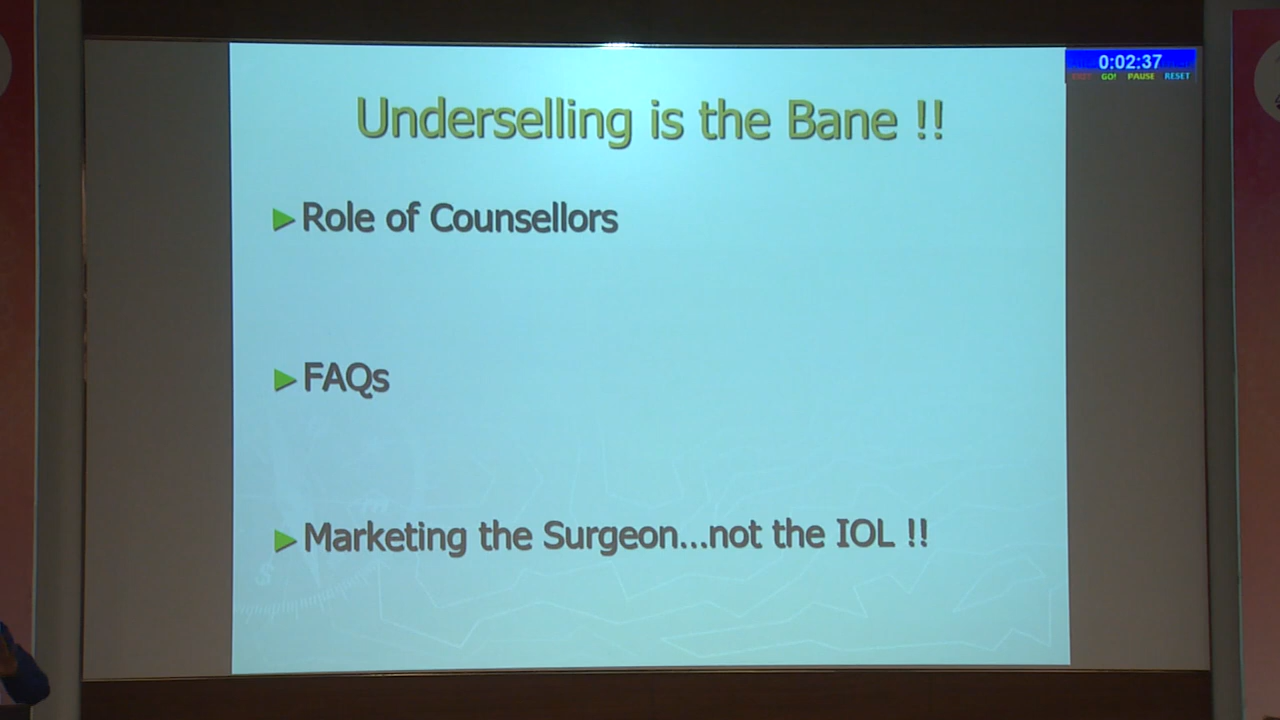 Underselling is the Bane !!
0:02:37
EXIT GO! PAUSE RESET
►Role of Counsellors
►FAQs
►Marketing the Surgeon...not the IOL !!